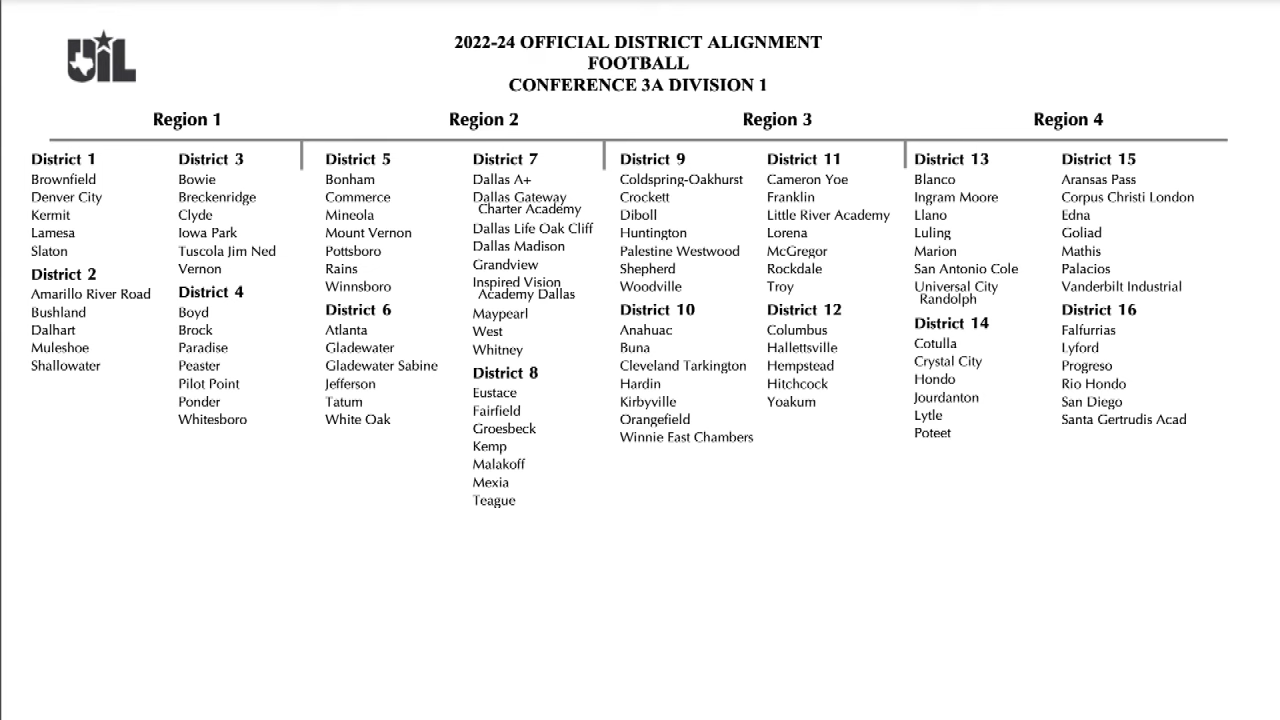 UIL
2022-24 OFFICIAL DISTRICT ALIGNMENT
FOOTBALL
CONFERENCE 3A DIVISION 1
Region 1
Region 2
Region 3
Region 4
District 1
Brownfield
Denver City
Kermit
Lamesa
Slaton
District 2
Amarillo River Road
Bushland
Dalhart
Muleshoe
Shallowater
District 3
Bowie
Breckenridge
Clyde
Iowa Park
Tuscola Jim Ned
Vernon
District 4
Boyd
Brock
Paradise
Peaster
Pilot Point
Ponder
Whitesboro
District 5
Bonham
Commerce
Mineola
Mount Vernon
Pottsboro
Rains
Winnsboro
District 6
Atlanta
Gladewater
Gladewater Sabine
Jefferson
Tatum
White Oak
District 7
Dallas A+
Dallas Gateway
Charter Academy
Dallas Life Oak Cliff
Dallas Madison
Grandview
Inspired Vision
Academy Dallas
Maypearl
West
Whitney
District 8
Eustace
Fairfield
Groesbeck
Kemp
Malakoff
Mexia
Teague
District 9
Coldspring-Oakhurst
Crockett
Diboll
Huntington
Palestine Westwood
Shepherd
Woodville
District 10
Anahuac
Buna
Cleveland Tarkington
Hardin
Kirbyville
Orangefield
Winnie East Chambers
District 11
Cameron Yoe
Franklin
Little River Academy
Lorena
McGregor
Rockdale
Troy
District 12
Columbus
Hallettsville
Hempstead
Hitchcock
Yoakum
District 13
Blanco
Ingram Moore
Llano
Luling
Marion
San Antonio Cole
Universal City
Randolph
District 14
Cotulla
Crystal City
Hondo
Jourdanton
Lytle
Poteet
District 15
Aransas Pass
Corpus Christi London
Edna
Goliad
Mathis
Palacios
Vanderbilt Industrial
District 16
Falfurrias
Lyford
Progreso
Rio Hondo
San Diego
Santa Gertrudis Acad